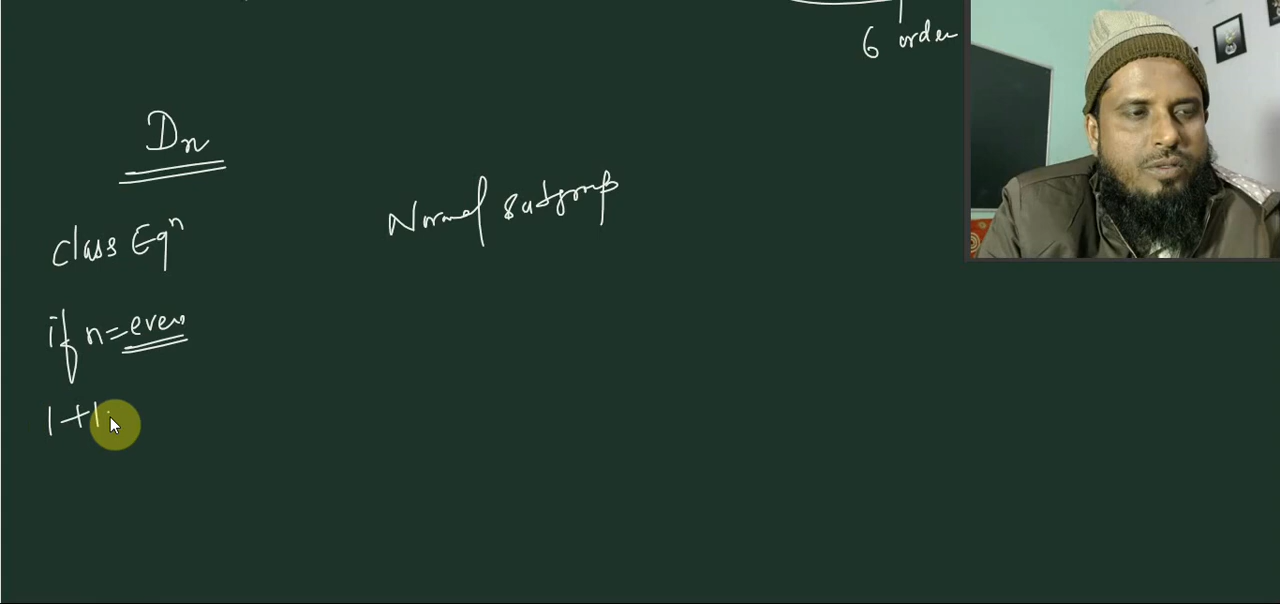 6 order
Dn
Normal subgroup
class Eqⁿ
if n=even
1+1